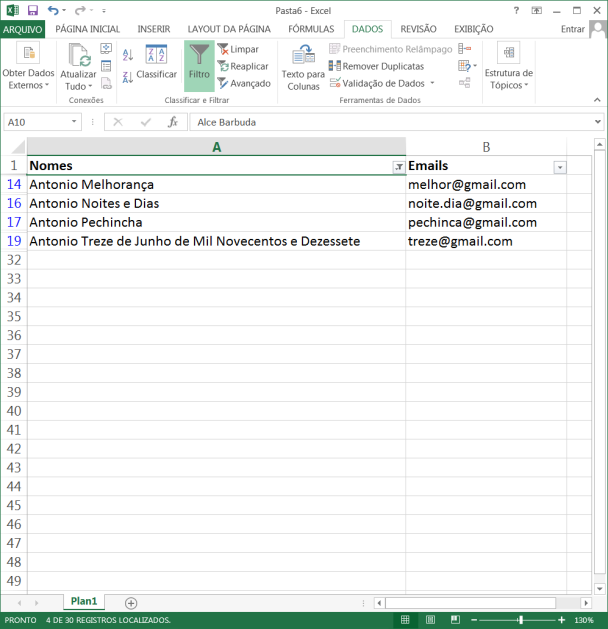 Pasta6 - Excel
ARQUIVO PÁGINA INICIAL INSERIR LAYOUT DA PÁGINA FÓRMULAS DADOS REVISÃO EXIBIÇÃO Entrar
Obter Dados Externos
Atualizar Tudo
Conexões
Classificar
Filtro
Limpar
Reaplicar
Avançado
Classificar e Filtrar
Texto para Colunas
Preenchimento Relâmpago
Remover Duplicatas
Validação de Dados
Ferramentas de Dados
Estrutura de Tópicos
A10 fx Alce Barbuda
A B
1 Nomes Emails
14 Antonio Melhorança melhor@gmail.com
16 Antonio Noites e Dias noite.dia@gmail.com
17 Antonio Pechincha pechinca@gmail.com
19 Antonio Treze de Junho de Mil Novecentos e Dezessete treze@gmail.com
32
33
34
35
36
37
38
39
40
41
42
43
44
45
46
47
48
49
Plan1
PRONTO 4 DE 30 REGISTROS LOCALIZADOS. 130%